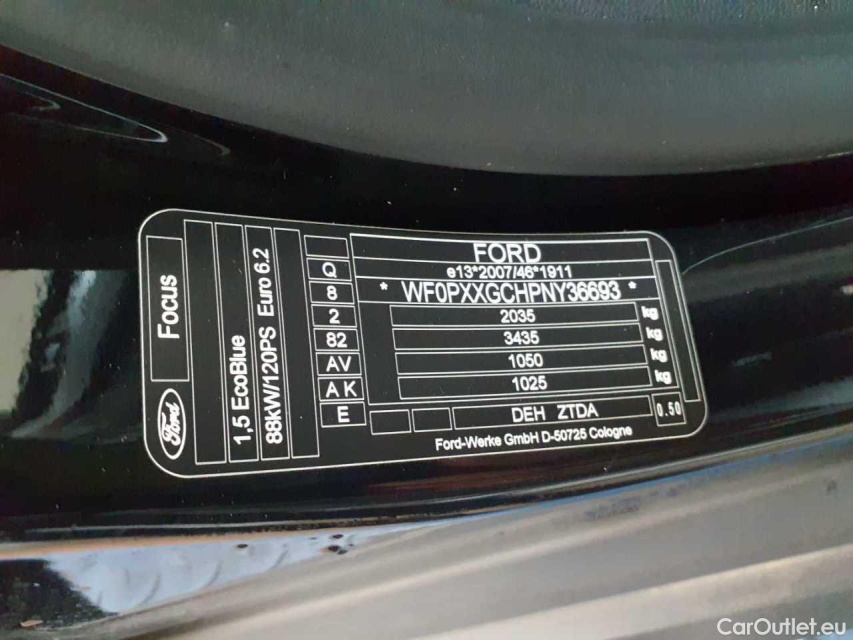 Focus
Ford
1,5 EcoBlue
88kW/120PS Euro 6.2
Q
8
2
82
AV
AK
E
FORD
e13*2007/46*1911
* WF0PXXGCHPNY36693 *
2035 kg
3435 kg
1050 kg
1025 kg
DEH ZTDA
0.50
Ford-Werke GmbH D-50725 Cologne
CarOutlet.eu